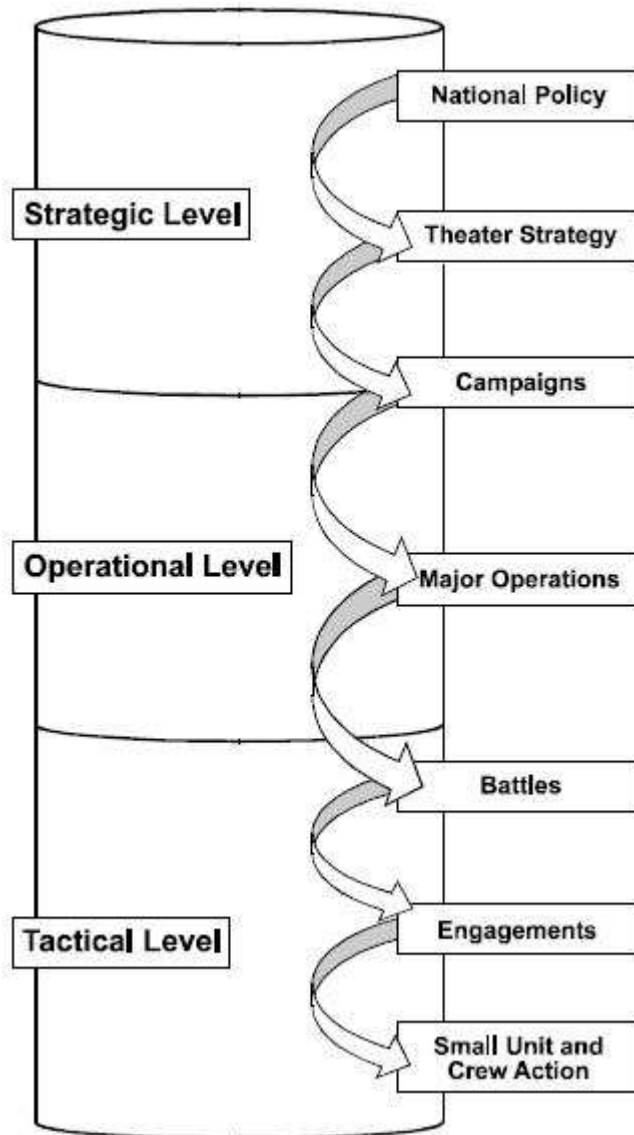 National Policy
Strategic Level
Theater Strategy
Campaigns
Operational Level
Major Operations
Battles
Tactical Level
Engagements
Small Unit and
Crew Action